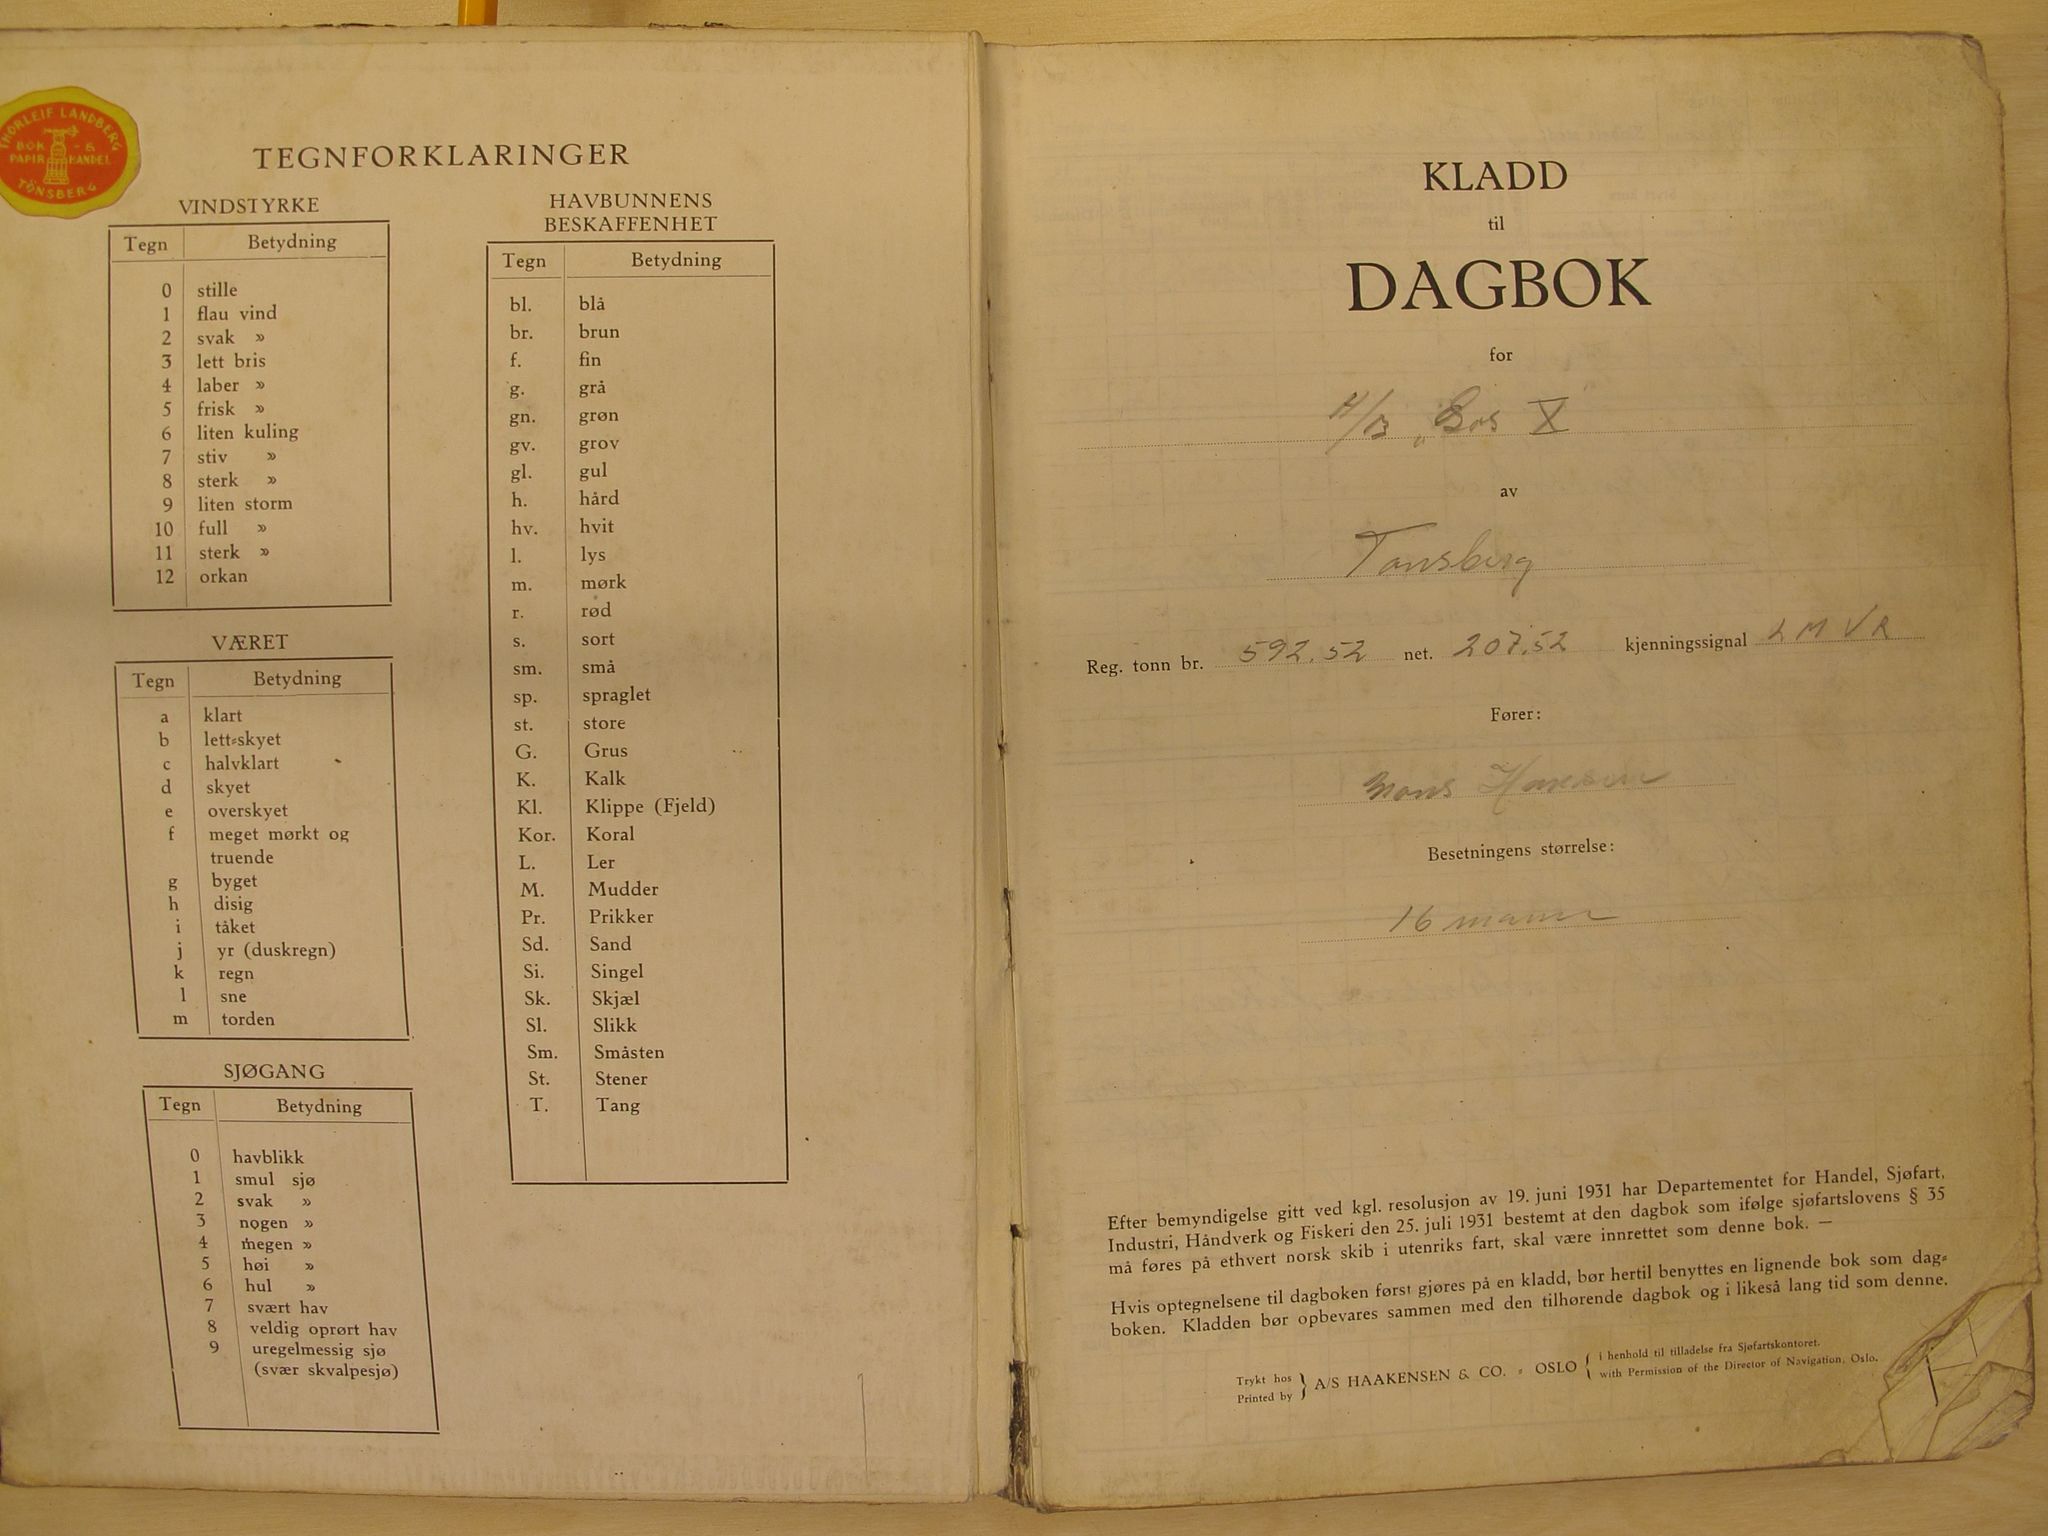 THORLEIF LANDBERG
BOK - &
PAPIR HANDEL
TÖNSBERG
TEGNFORKLARINGER
VINDSTYRKE
Tegn Betydning
0 stille
1 flau vind
2 svak »
3 lett bris
4 laber »
5 frisk »
6 liten kuling
7 stiv »
8 sterk »
9 liten storm
10 full »
11 sterk »
12 orkan
VÆRET
Tegn Betydning
a klart
b lett-skyet
c halvklart
d skyet
e overskyet
f meget mørkt og
truende
g byget
h disig
i tåket
j yr (duskregn)
k regn
l sne
m torden
SJØGANG
Tegn Betydning
0 havblikk
1 smul sjø
2 svak »
3 nogen »
4 megen »
5 høi »
6 hul »
7 svært hav
8 veldig oprørt hav
9 uregelmessig sjø
(svær skvalpesjø)
HAVBUNNENS
BESKAFFENHET
Tegn Betydning
bl. blå
br. brun
f. fin
g. grå
gn. grøn
gv. grov
gl. gul
h. hård
hv. hvit
l. lys
m. mørk
r. rød
s. sort
sm. små
sp. spraglet
st. store
G. Grus
K. Kalk
Kl. Klippe (Fjeld)
Kor. Koral
L. Ler
M. Mudder
Pr. Prikker
Sd. Sand
Si. Singel
Sk. Skjæl
Sl. Slikk
Sm. Småsten
St. Stener
T. Tang
KLADD
til
DAGBOK
for
H/B „Gos X
av
Tønsberg
Reg. tonn br. 592.52 net. 207.52 kjenningssignal L M V R
Fører:
Hans Hansen
Besetningens størrelse:
16 mann
Efter bemyndigelse gitt ved kgl. resolusjon av 19. juni 1931 har Departementet for Handel, Sjøfart,
Industri, Håndverk og Fiskeri den 25. juli 1931 bestemt at den dagbok som ifølge sjøfartslovens § 35
må føres på ethvert norsk skib i utenriks fart, skal være innrettet som denne bok. —
Hvis optegnelsene til dagboken først gjøres på en kladd, bør hertil benyttes en lignende bok som dag-
boken. Kladden bør opbevares sammen med den tilhørende dagbok og i likeså lang tid som denne.
Trykt hos
Printed by } A/S HAAKENSEN & CO. - OSLO { i henhold til tilladelse fra Sjøfartskontoret.
with Permission of the Director of Navigation, Oslo.